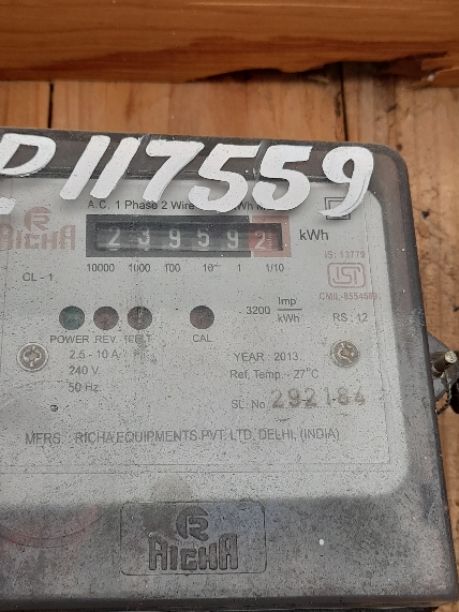 P117559
A.C. 1 Phase 2 Wire
RICHA
239592 kWh
10000 1000 100 10 1 1/10
IS: 13779
ISI
CL - 1
3200 Imp/kWh
RS: 12
POWER REV CAL
2.5 - 10 A
240 V
50 Hz.
YEAR : 2013
Ref. Temp.- 27°C
SL. No. 292184
MFRS. RICHA EQUIPMENTS PVT. LTD. DELHI, (INDIA)
RICHA